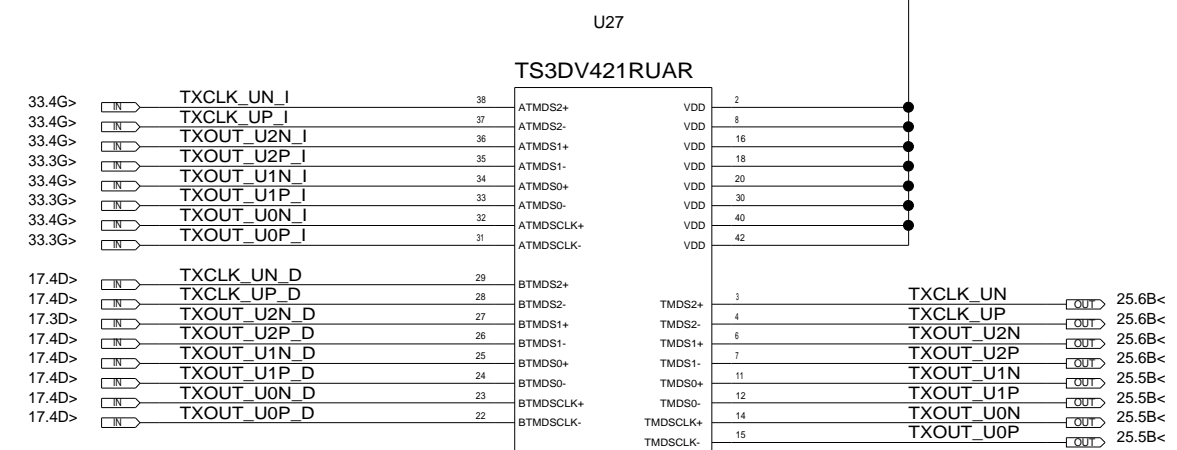 U27
TS3DV421RUAR
33.4G> IN TXCLK_UN_I 38 ATMDS2+ VDD 2
33.4G> IN TXCLK_UP_I 37 ATMDS2- VDD 8
33.4G> IN TXOUT_U2N_I 36 ATMDS1+ VDD 16
33.3G> IN TXOUT_U2P_I 35 ATMDS1- VDD 18
33.4G> IN TXOUT_U1N_I 34 ATMDS0+ VDD 20
33.3G> IN TXOUT_U1P_I 33 ATMDS0- VDD 30
33.4G> IN TXOUT_U0N_I 32 ATMDSCLK+ VDD 40
33.3G> IN TXOUT_U0P_I 31 ATMDSCLK- VDD 42
17.4D> IN TXCLK_UN_D 29 BTMDS2+
17.4D> IN TXCLK_UP_D 28 BTMDS2- TMDS2+ 3 TXCLK_UN OUT 25.6B<
17.3D> IN TXOUT_U2N_D 27 BTMDS1+ TMDS2- 4 TXCLK_UP OUT 25.6B<
17.4D> IN TXOUT_U2P_D 26 BTMDS1- TMDS1+ 6 TXOUT_U2N OUT 25.6B<
17.4D> IN TXOUT_U1N_D 25 BTMDS0+ TMDS1- 7 TXOUT_U2P OUT 25.6B<
17.4D> IN TXOUT_U1P_D 24 BTMDS0- TMDS0+ 11 TXOUT_U1N OUT 25.5B<
17.4D> IN TXOUT_U0N_D 23 BTMDSCLK+ TMDS0- 12 TXOUT_U1P OUT 25.5B<
17.4D> IN TXOUT_U0P_D 22 BTMDSCLK- TMDSCLK+ 14 TXOUT_U0N OUT 25.5B<
TMDSCLK- 15 TXOUT_U0P OUT 25.5B<